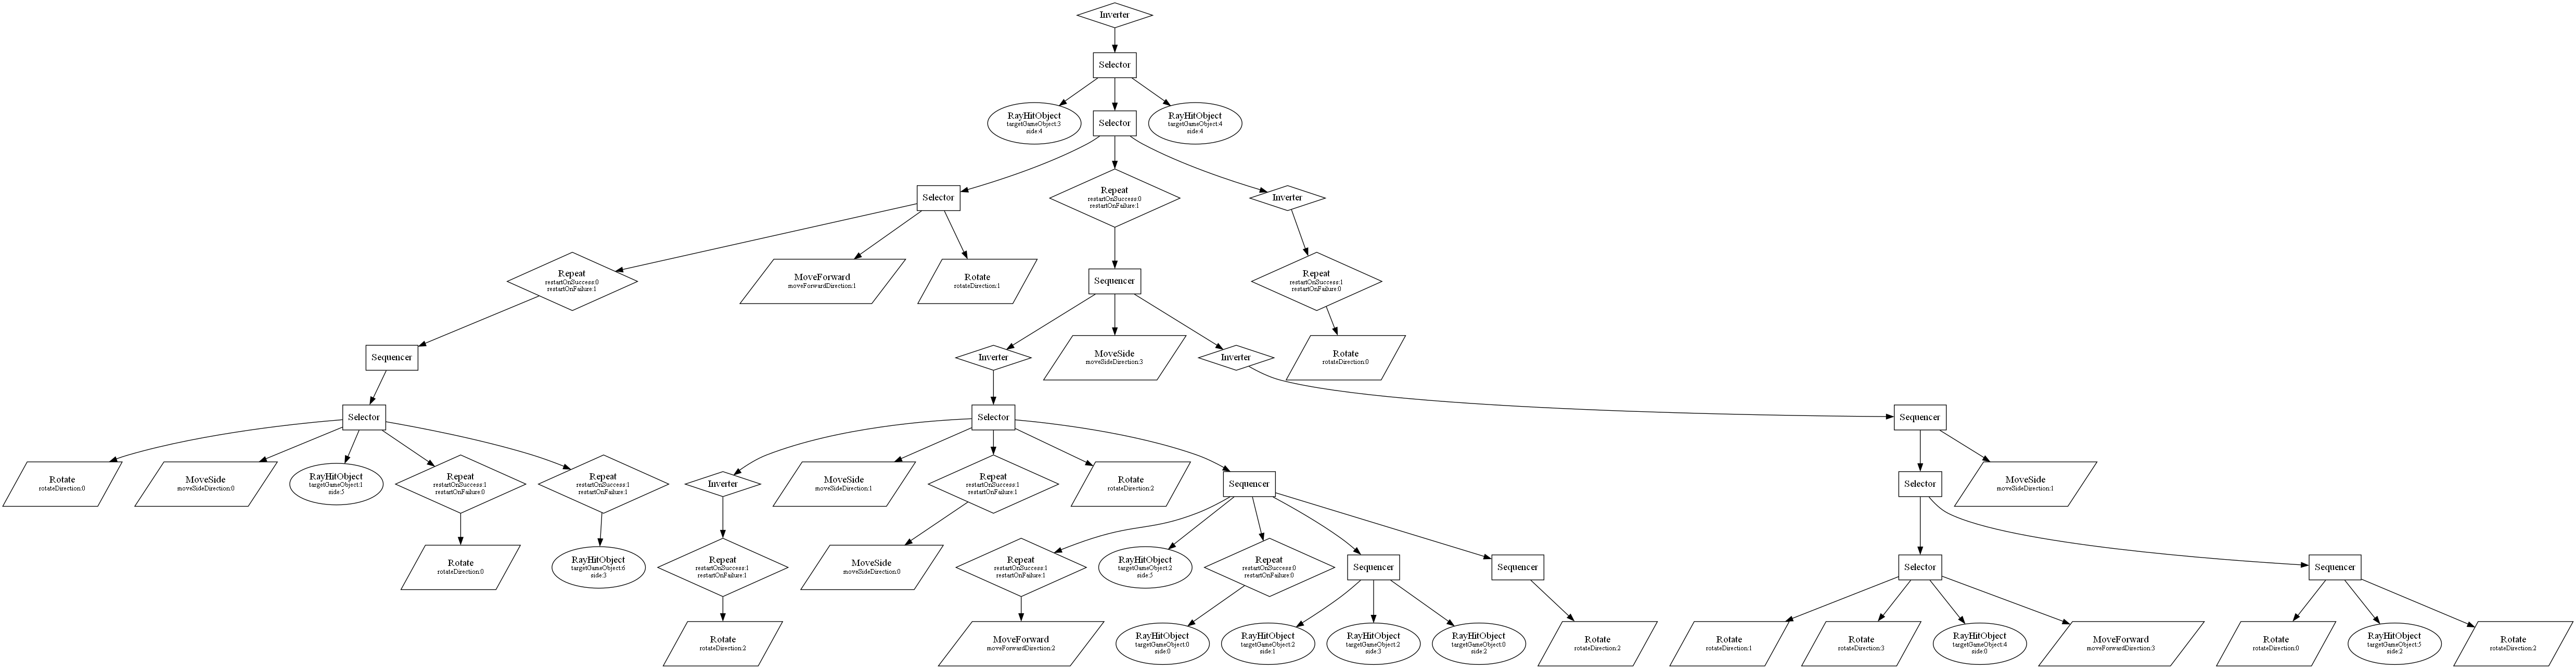 Inverter
Selector
RayHitObject
targetGameObject:3
side:4
Selector
RayHitObject
targetGameObject:4
side:4
Selector
Repeat
restartOnSuccess:0
restartOnFailure:1
Inverter
Repeat
restartOnSuccess:0
restartOnFailure:1
MoveForward
moveForwardDirection:1
Rotate
rotateDirection:1
Sequencer
Repeat
restartOnSuccess:1
restartOnFailure:0
Sequencer
Inverter
MoveSide
moveSideDirection:3
Inverter
Rotate
rotateDirection:0
Selector
Selector
Sequencer
Rotate
rotateDirection:0
MoveSide
moveSideDirection:0
RayHitObject
targetGameObject:1
side:5
Repeat
restartOnSuccess:1
restartOnFailure:0
Repeat
restartOnSuccess:1
restartOnFailure:1
Inverter
MoveSide
moveSideDirection:1
Repeat
restartOnSuccess:1
restartOnFailure:1
Rotate
rotateDirection:2
Sequencer
Selector
MoveSide
moveSideDirection:1
Rotate
rotateDirection:0
RayHitObject
targetGameObject:6
side:3
Repeat
restartOnSuccess:1
restartOnFailure:1
MoveSide
moveSideDirection:0
Repeat
restartOnSuccess:1
restartOnFailure:1
RayHitObject
targetGameObject:2
side:5
Repeat
restartOnSuccess:0
restartOnFailure:0
Sequencer
Sequencer
Selector
Sequencer
Rotate
rotateDirection:2
MoveForward
moveForwardDirection:2
RayHitObject
targetGameObject:0
side:0
RayHitObject
targetGameObject:2
side:1
RayHitObject
targetGameObject:2
side:3
RayHitObject
targetGameObject:0
side:2
Rotate
rotateDirection:2
Rotate
rotateDirection:1
Rotate
rotateDirection:3
RayHitObject
targetGameObject:4
side:0
MoveForward
moveForwardDirection:3
Rotate
rotateDirection:0
RayHitObject
targetGameObject:5
side:2
Rotate
rotateDirection:2